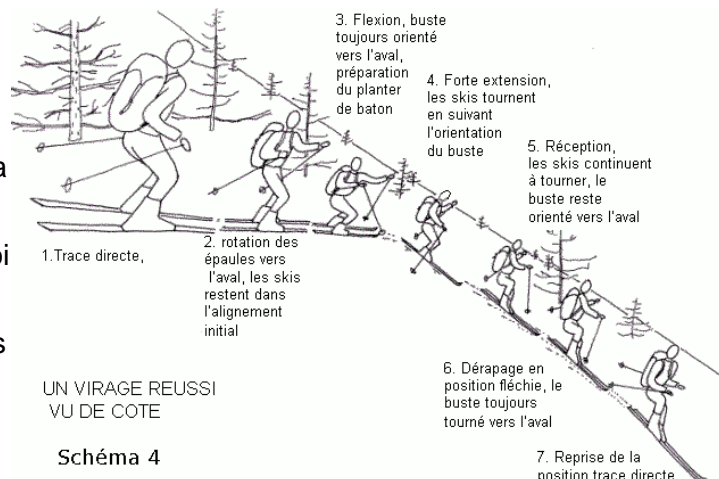 3. Flexion, buste
toujours orienté
vers l'aval,
préparation
du planter
de baton
4. Forte extension,
les skis tournent
en suivant
l'orientation
du buste
5. Réception,
les skis continuent
à tourner, le
buste reste
orienté vers l'aval
a
pi
s
1.Trace directe,
2. rotation des
épaules vers
l'aval, les skis
restent dans
l'alignement
initial
6. Dérapage en
position fléchie, le
buste toujours
tourné vers l'aval
7. Reprise de la
position trace directe
UN VIRAGE REUSSI
VU DE COTE
Schéma 4